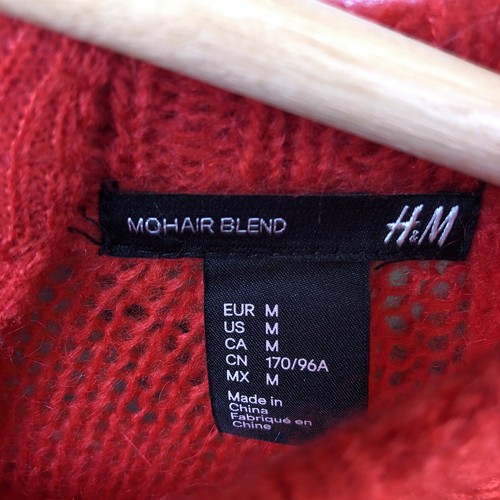 MOHAIR BLEND H&M
EUR M
US M
CA M
CN 170/96A
MX M
Made in
China
Fabriqué en
Chine